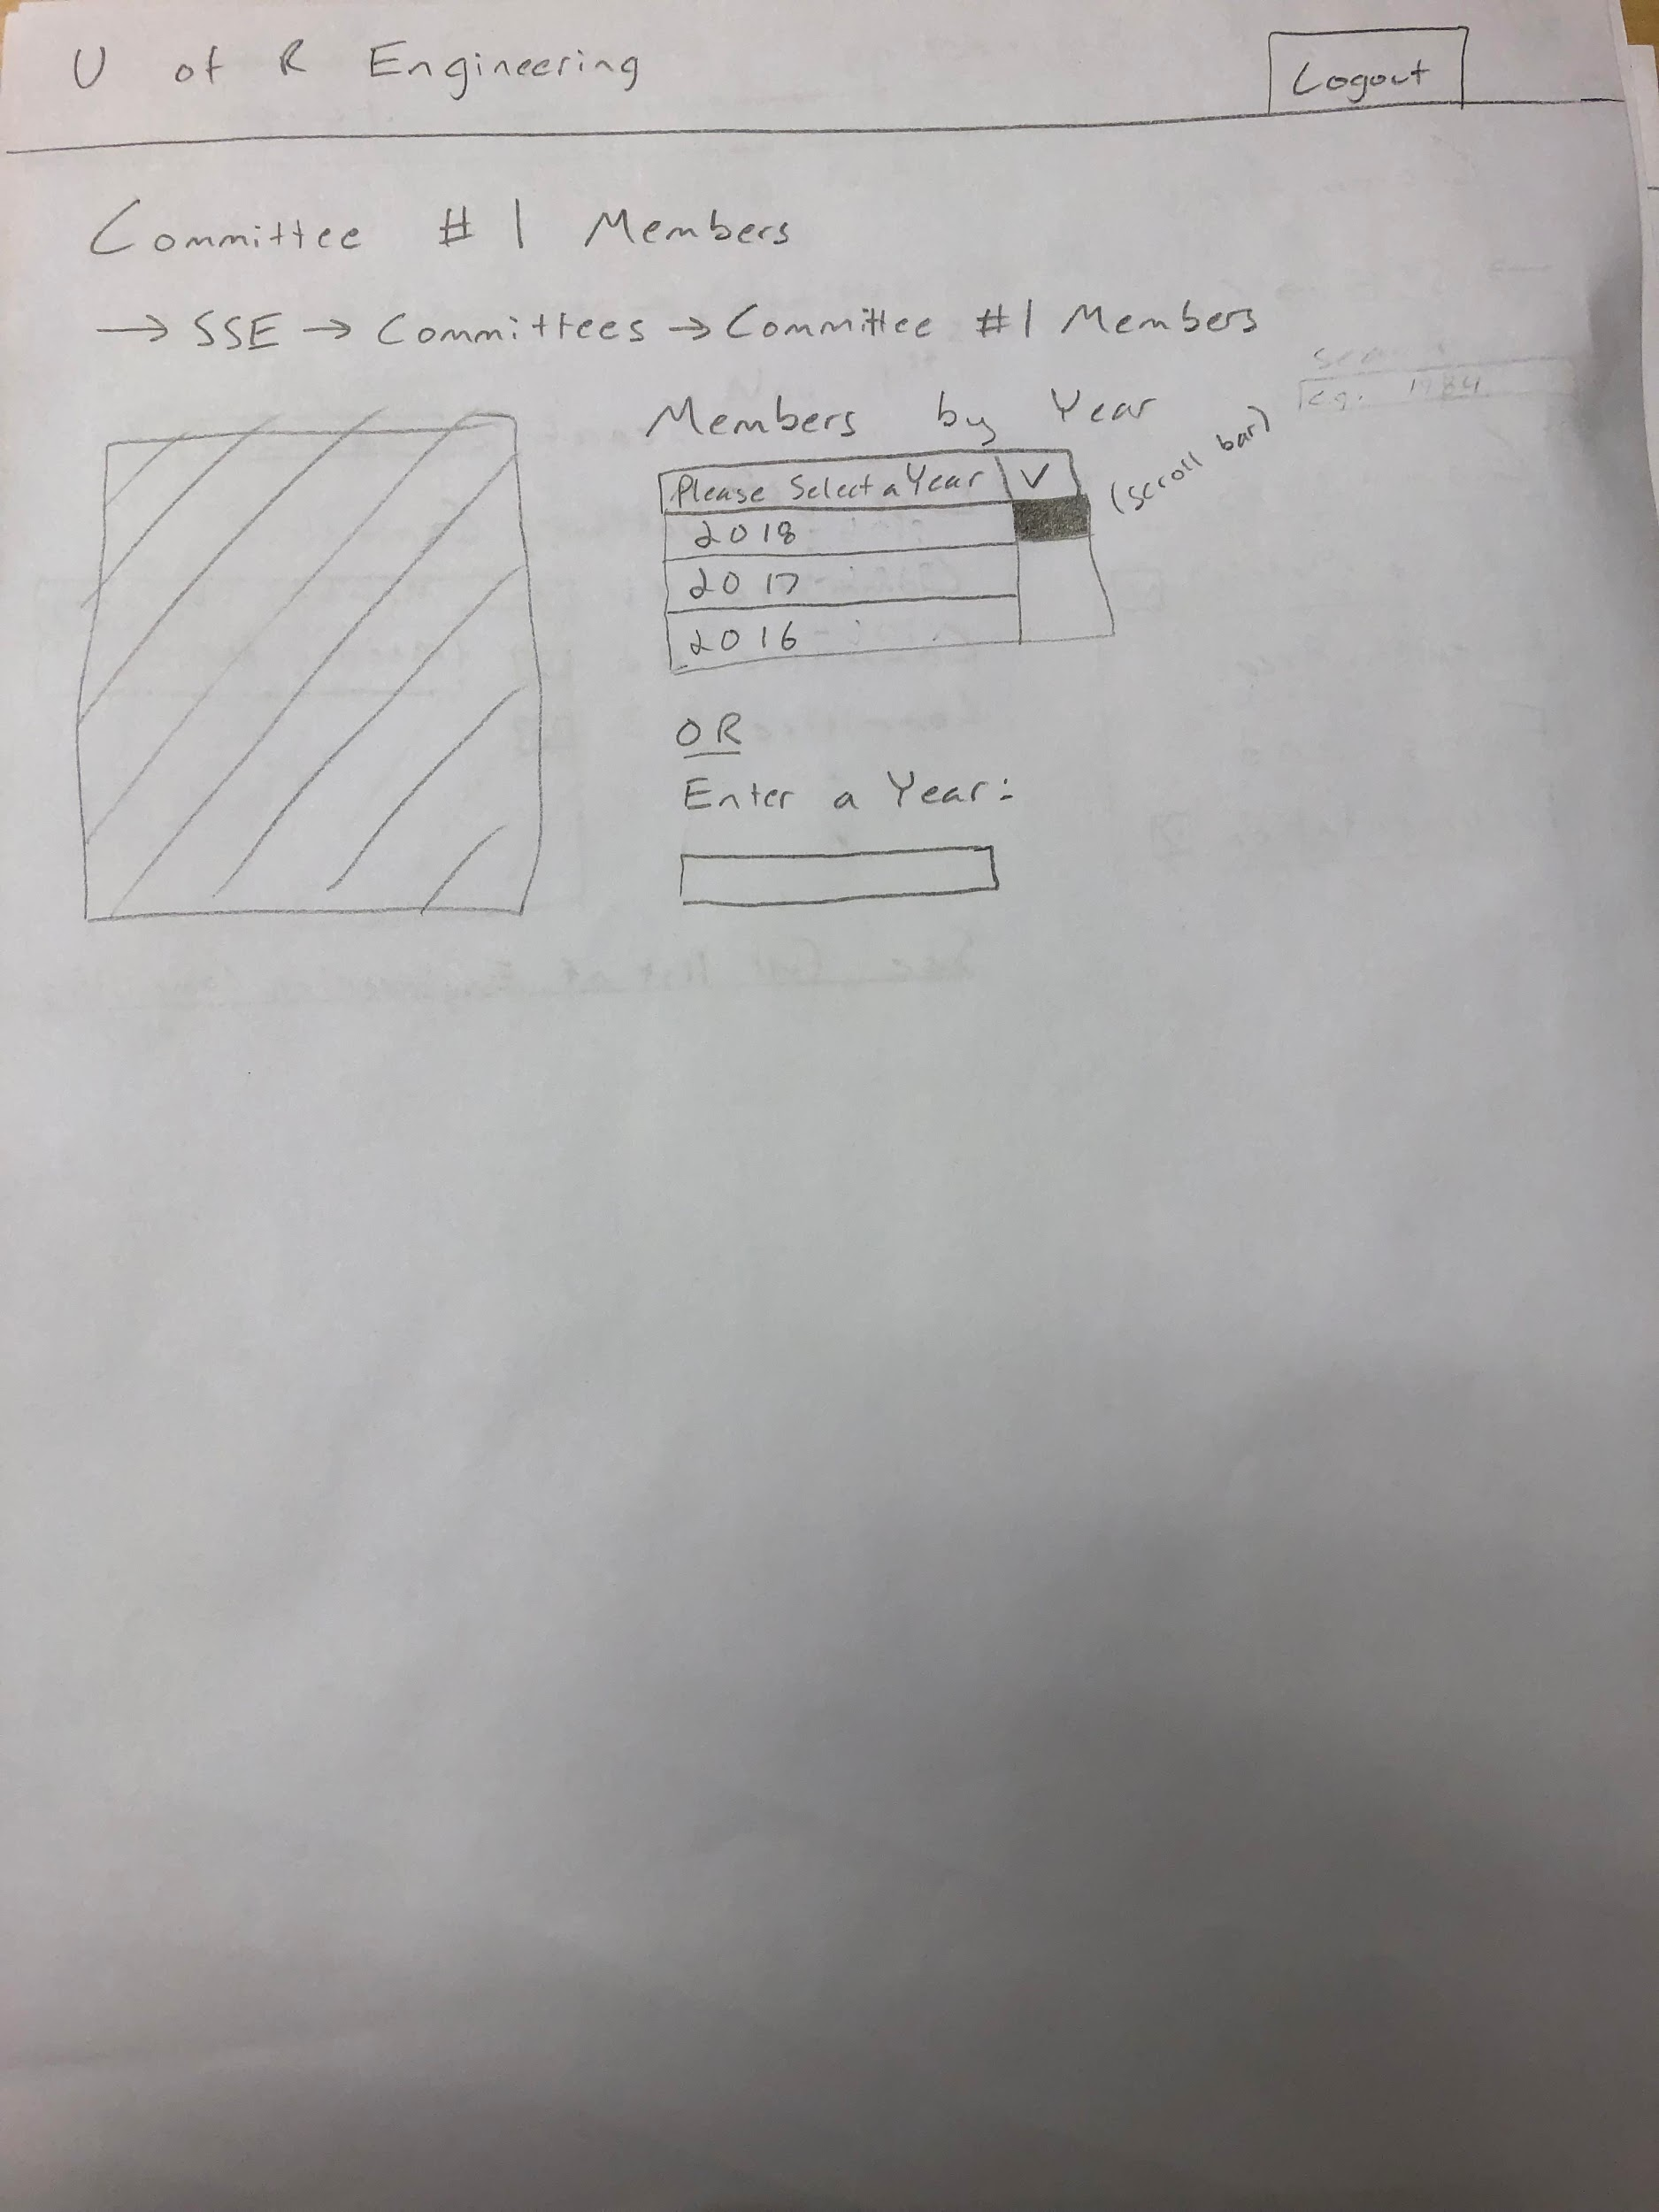 U of R Engineering
Logout
Committee #1 Members
→ SSE → Committees → Committee #1 Members
e.g. 1984
Members by Year
(scroll bar)
Please Select a Year V
2018
2017
2016
OR
Enter a Year: